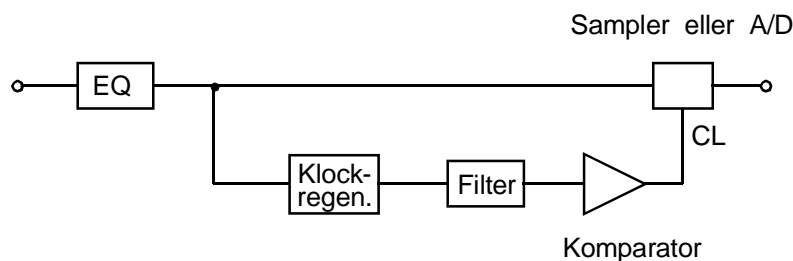 Sampler eller A/D
EQ
CL
Klock-
regen.
Filter
Komparator